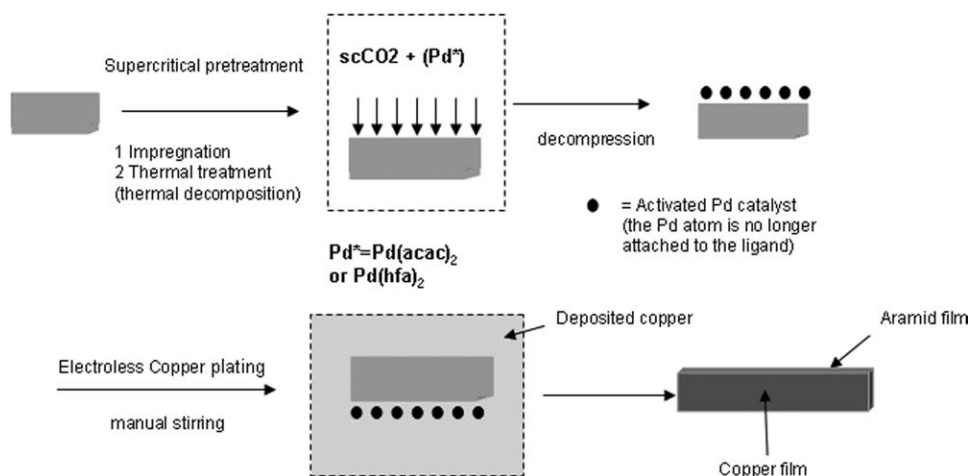 Supercritical pretreatment
1 Impregnation
2 Thermal treatment
(thermal decomposition)
scCO2 + (Pd*)
decompression
= Activated Pd catalyst
(the Pd atom is no longer
attached to the ligand)
Pd*=Pd(acac)₂
or Pd(hfa)₂
Electroless Copper plating
manual stirring
Deposited copper
Aramid film
Copper film